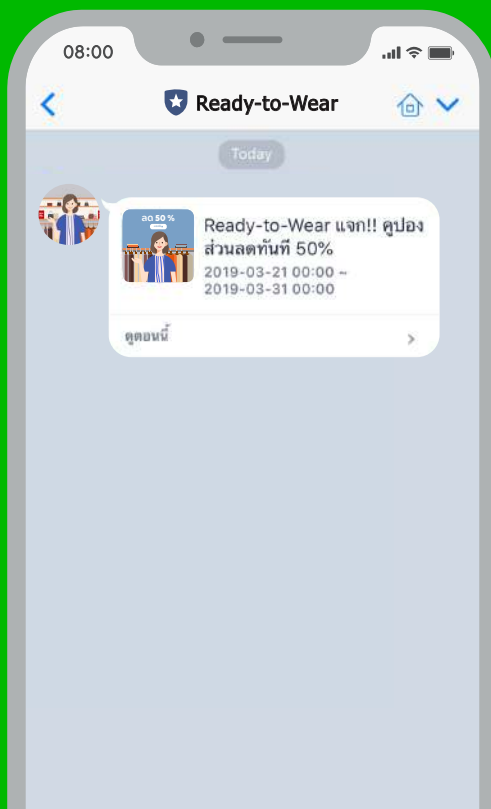 08:00
Ready-to-Wear
Today
ลด 50 %
Ready-to-Wear แจก!! คูปอง
ส่วนลดทันที 50%
2019-03-21 00:00 ~
2019-03-31 00:00
ดูตอนนี้